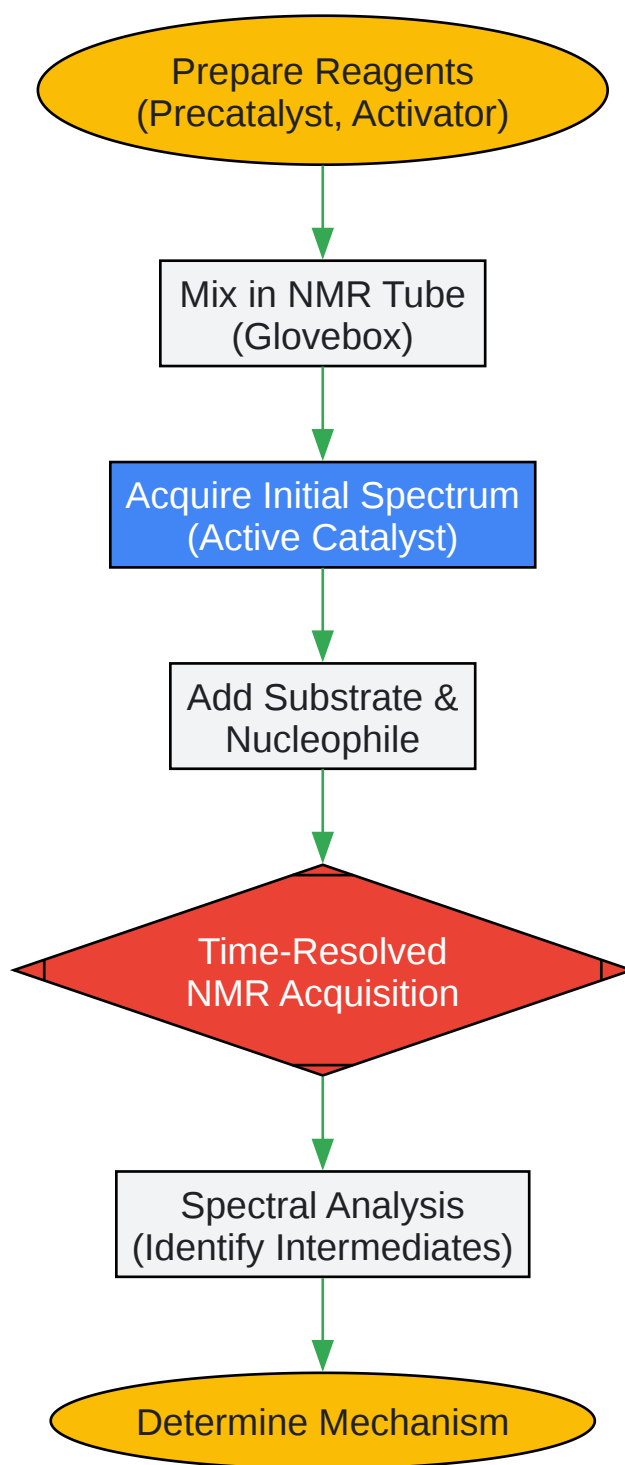 Prepare Reagents
(Precatalyst, Activator)
Mix in NMR Tube
(Glovebox)
Acquire Initial Spectrum
(Active Catalyst)
Add Substrate &
Nucleophile
Time-Resolved
NMR Acquisition
Spectral Analysis
(Identify Intermediates)
Determine Mechanism